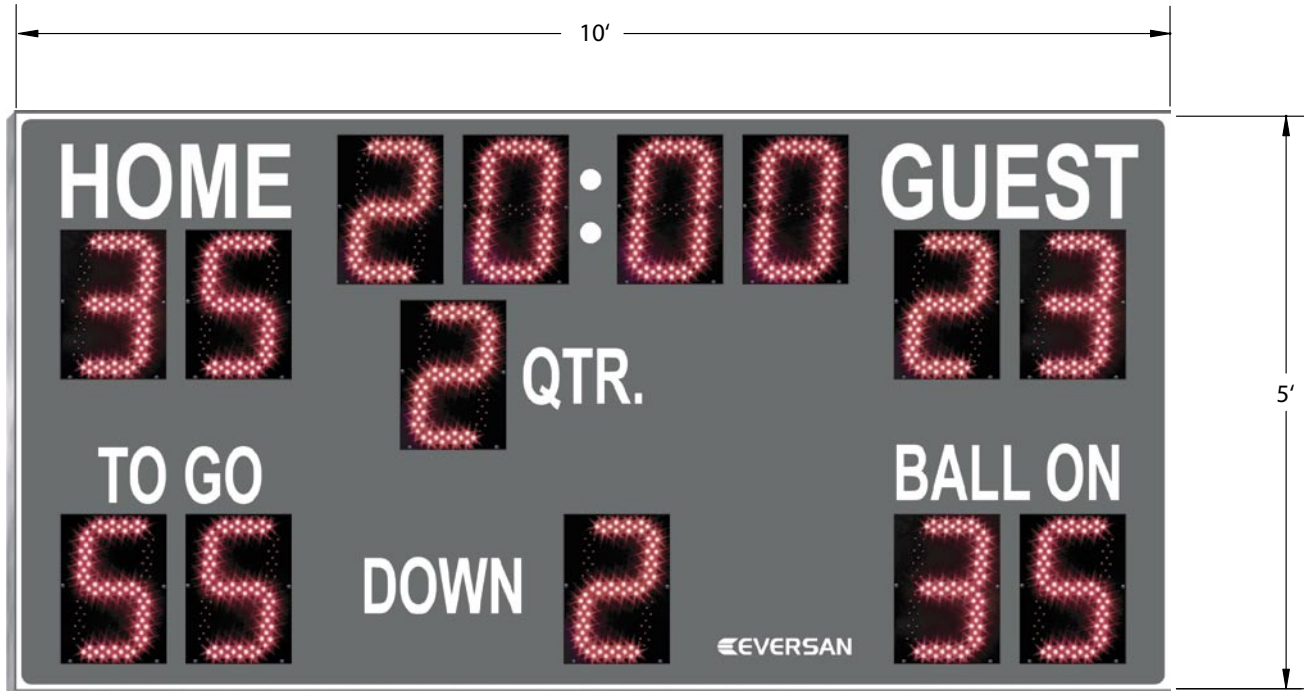 10‘
HOME 20:00 GUEST
35 23
2 QTR.
5‘
TO GO BALL ON
55 DOWN 2 35
EVERSAN